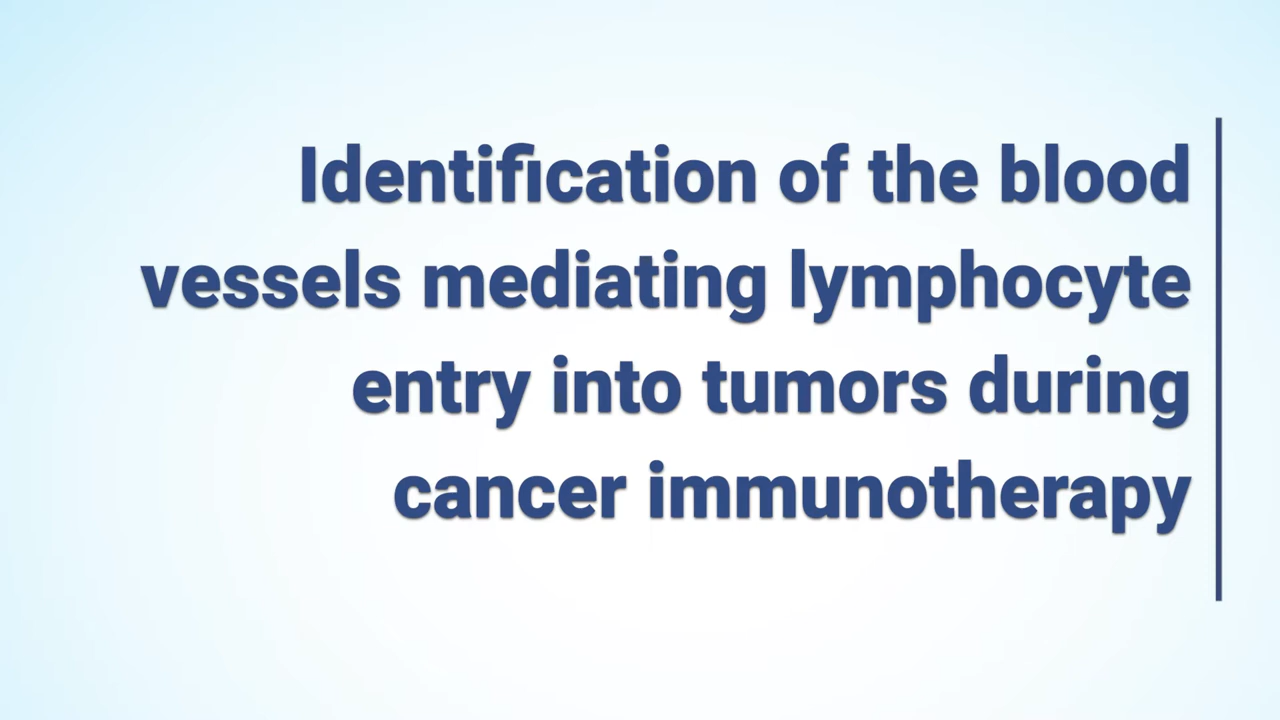 Identification of the blood
vessels mediating lymphocyte
entry into tumors during
cancer immunotherapy